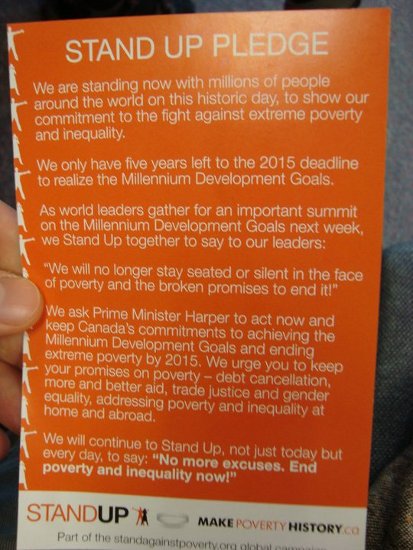 STAND UP PLEDGE
We are standing now with millions of people
around the world on this historic day, to show our
commitment to the fight against extreme poverty
and inequality.
We only have five years left to the 2015 deadline
to realize the Millennium Development Goals.
As world leaders gather for an important summit
on the Millennium Development Goals next week,
we Stand Up together to say to our leaders:
"We will no longer stay seated or silent in the face
of poverty and the broken promises to end it!"
We ask Prime Minister Harper to act now and
keep Canada's commitments to achieving the
Millennium Development Goals and ending
extreme poverty by 2015. We urge you to keep
your promises on poverty – debt cancellation,
more and better aid, trade justice and gender
equality, addressing poverty and inequality at
home and abroad.
We will continue to Stand Up, not just today but
every day, to say: "No more excuses. End
poverty and inequality now!"
STANDUP MAKEPOVERTYHISTORY.ca
Part of the standagainstpoverty.org global